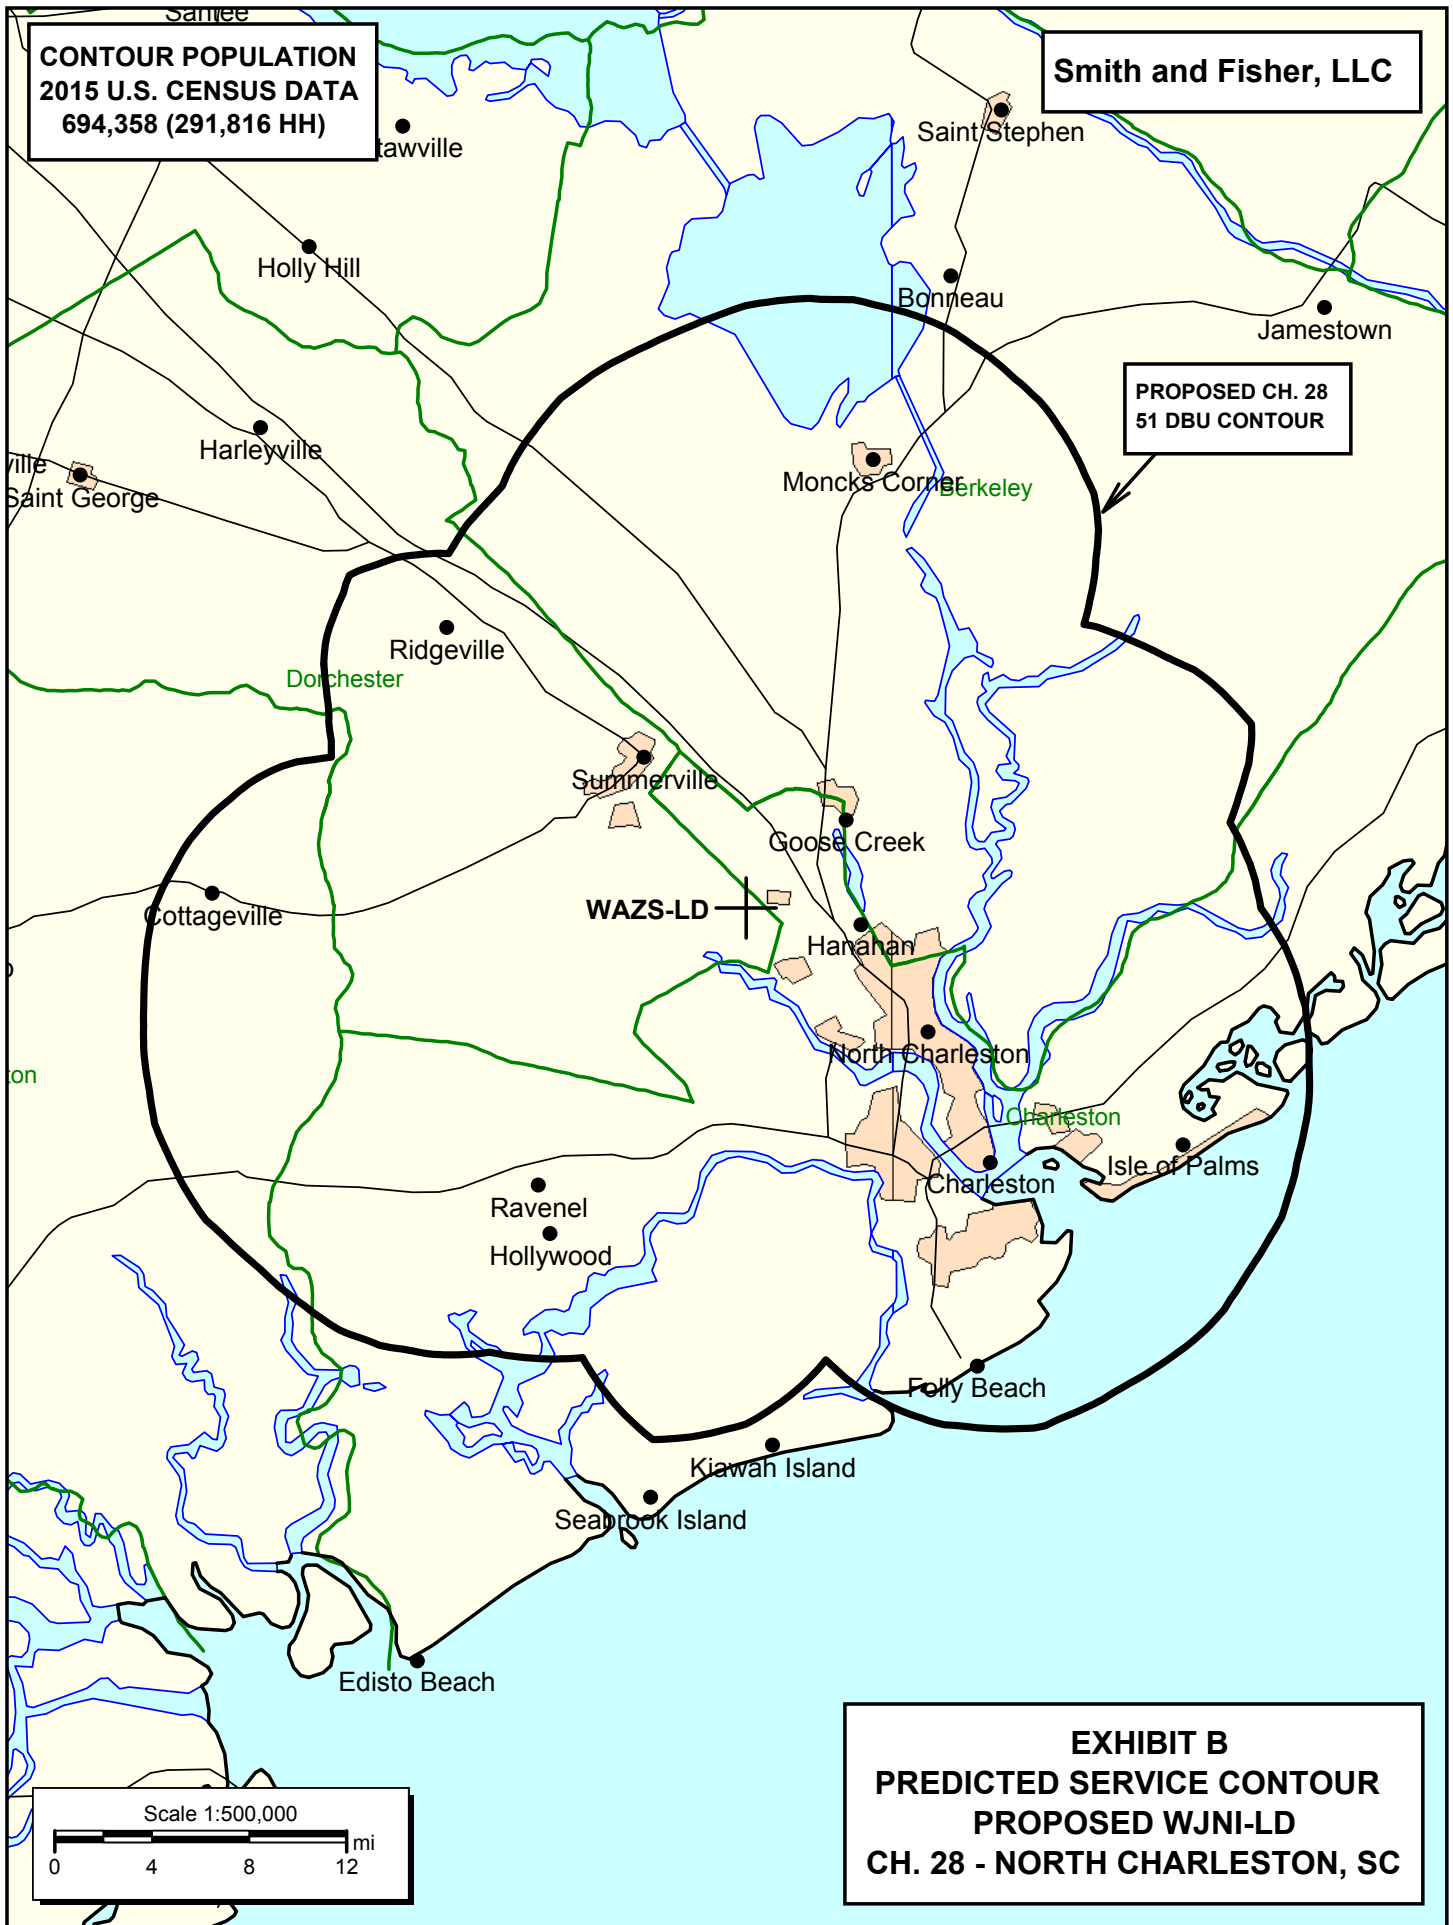 Santee
CONTOUR POPULATION
2015 U.S. CENSUS DATA
694,358 (291,816 HH)
Smith and Fisher, LLC
Saint Stephen
tawville
Holly Hill
Bonneau
Jamestown
PROPOSED CH. 28
51 DBU CONTOUR
Harleyville
ville
Saint George
Moncks Corner
Berkeley
Ridgeville
Dorchester
Summerville
Goose Creek
WAZS-LD
Cottageville
Hanahan
North Charleston
ton
Charleston
Isle of Palms
Charleston
Ravenel
Hollywood
Folly Beach
Kiawah Island
Seabrook Island
Edisto Beach
EXHIBIT B
PREDICTED SERVICE CONTOUR
PROPOSED WJNI-LD
CH. 28 - NORTH CHARLESTON, SC
Scale 1:500,000
mi
0 4 8 12